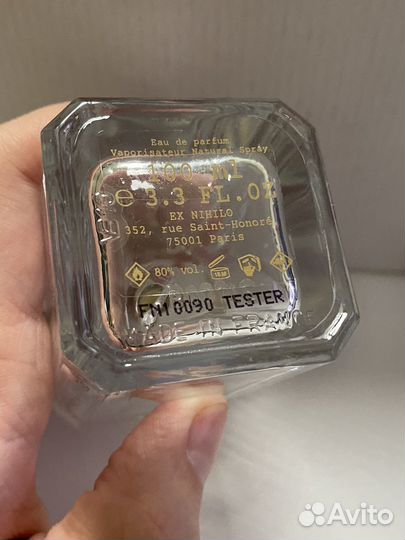 Eau de parfum
Vaporisateur Natural Spray
100 ml
℮ 3.3 FL.OZ
EX NIHILO
352, rue Saint-Honoré
75001 Paris
80% vol.
FM10090 TESTER
MADE IN FRANCE
Avito